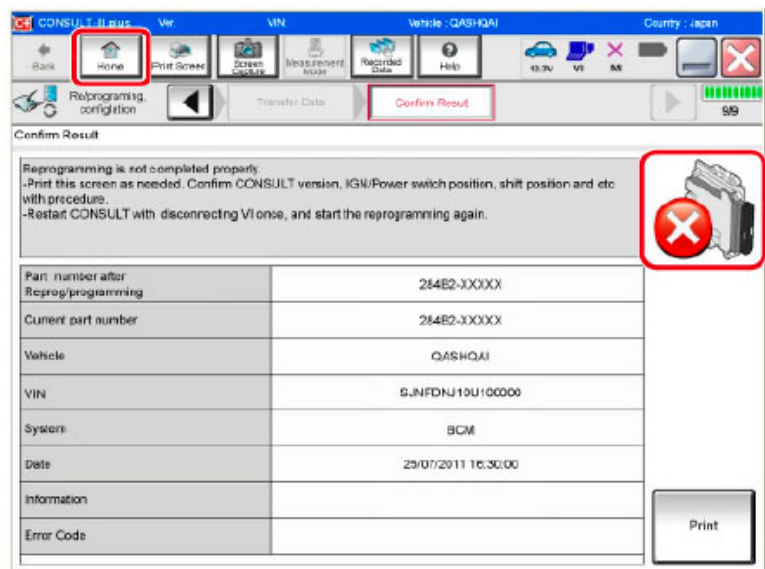 CONSULT-III plus Ver. VIN: Vehicle : QASHQAI Country : Japan
Back Home Print Screen Screen Capture Measurement Mode Recorded Data Help 12.3V VI MI
Re/programing, configration Transfer Data Confirm Result 9/9
Confirm Result
Reprogramming is not completed properly.
-Print this screen as needed. Confirm CONSULT version, IGN/Power switch position, shift position and etc
with procedure.
-Restart CONSULT with disconnecting VI once, and start the reprogramming again.
Part number after
Reprog/programming
284B2-XXXXX
Current part number
284B2-XXXXX
Vehicle
QASHQAI
VIN
SJNFDNJ10U100000
System
BCM
Date
25/07/2011 16:30:00
Information
Error Code
Print